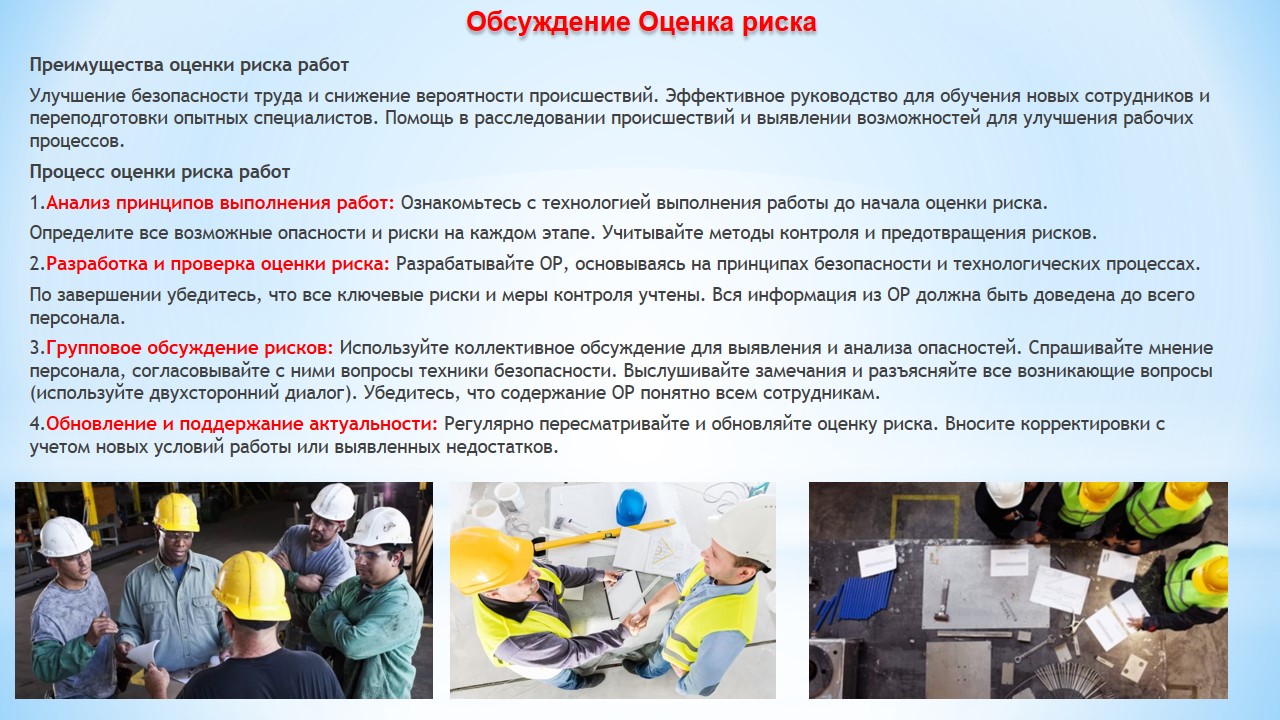 Обсуждение Оценка риска
Преимущества оценки риска работ
Улучшение безопасности труда и снижение вероятности происшествий. Эффективное руководство для обучения новых сотрудников и
переподготовки опытных специалистов. Помощь в расследовании происшествий и выявлении возможностей для улучшения рабочих
процессов.
Процесс оценки риска работ
1.Анализ принципов выполнения работ: Ознакомьтесь с технологией выполнения работы до начала оценки риска.
Определите все возможные опасности и риски на каждом этапе. Учитывайте методы контроля и предотвращения рисков.
2.Разработка и проверка оценки риска: Разрабатывайте ОР, основываясь на принципах безопасности и технологических процессах.
По завершении убедитесь, что все ключевые риски и меры контроля учтены. Вся информация из ОР должна быть доведена до всего
персонала.
3.Групповое обсуждение рисков: Используйте коллективное обсуждение для выявления и анализа опасностей. Спрашивайте мнение
персонала, согласовывайте с ними вопросы техники безопасности. Выслушивайте замечания и разъясняйте все возникающие вопросы
(используйте двухсторонний диалог). Убедитесь, что содержание ОР понятно всем сотрудникам.
4.Обновление и поддержание актуальности: Регулярно пересматривайте и обновляйте оценку риска. Вносите корректировки с
учетом новых условий работы или выявленных недостатков.